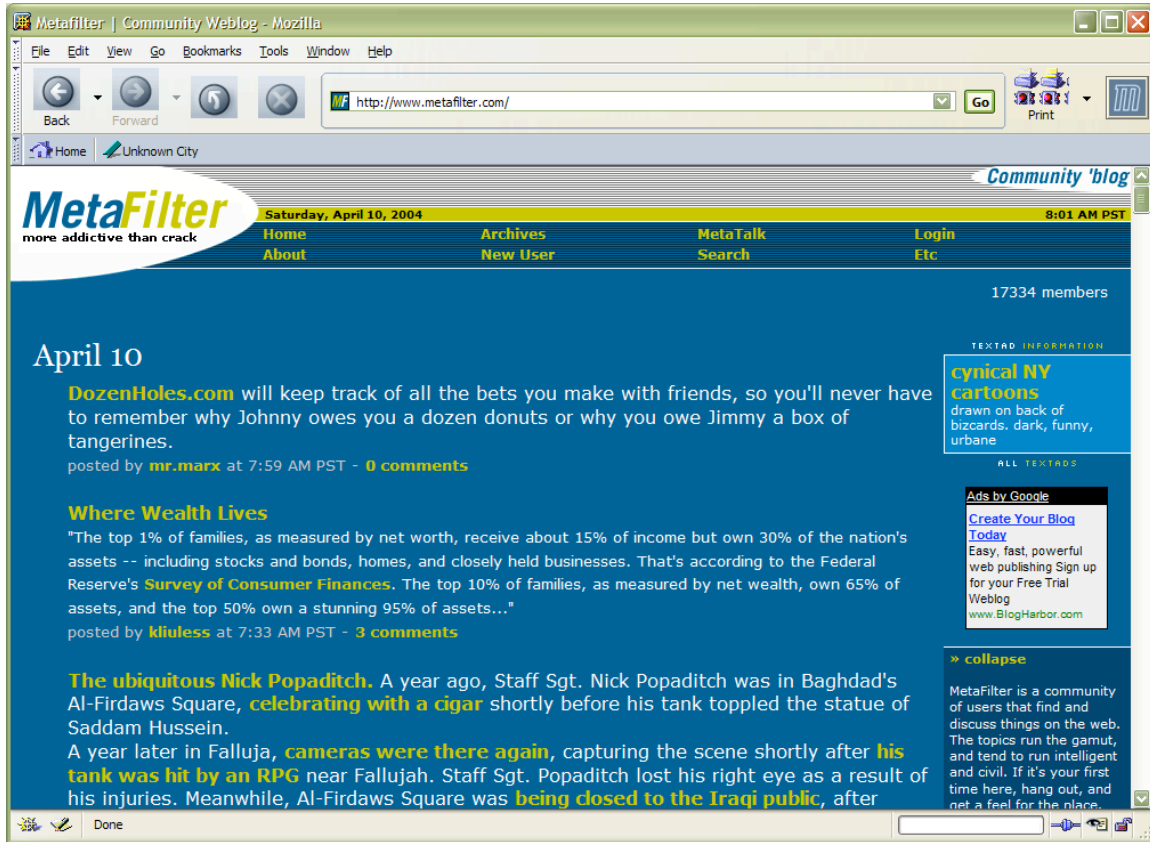 Metafilter | Community Weblog - Mozilla
File Edit View Go Bookmarks Tools Window Help
Back Forward http://www.metafilter.com/ Go Print
Home Unknown City
Community 'blog
MetaFilter
more addictive than crack
Saturday, April 10, 2004 8:01 AM PST
Home Archives MetaTalk Login
About New User Search Etc
17334 members
April 10
DozenHoles.com will keep track of all the bets you make with friends, so you'll never have
to remember why Johnny owes you a dozen donuts or why you owe Jimmy a box of
tangerines.
posted by mr.marx at 7:59 AM PST - 0 comments
Where Wealth Lives
"The top 1% of families, as measured by net worth, receive about 15% of income but own 30% of the nation's
assets -- including stocks and bonds, homes, and closely held businesses. That's according to the Federal
Reserve's Survey of Consumer Finances. The top 10% of families, as measured by net wealth, own 65% of
assets, and the top 50% own a stunning 95% of assets..."
posted by kliuless at 7:33 AM PST - 3 comments
The ubiquitous Nick Popaditch. A year ago, Staff Sgt. Nick Popaditch was in Baghdad's
Al-Firdaws Square, celebrating with a cigar shortly before his tank toppled the statue of
Saddam Hussein.
A year later in Falluja, cameras were there again, capturing the scene shortly after his
tank was hit by an RPG near Fallujah. Staff Sgt. Popaditch lost his right eye as a result of
his injuries. Meanwhile, Al-Firdaws Square was being closed to the Iraqi public, after
TEXTAD INFORMATION
cynical NY
cartoons
drawn on back of
bizcards. dark, funny,
urbane
ALL TEXTADS
Ads by Google
Create Your Blog
Today
Easy, fast, powerful
web publishing Sign up
for your Free Trial
Weblog
www.BlogHarbor.com
» collapse
MetaFilter is a community
of users that find and
discuss things on the web.
The topics run the gamut,
and tend to run intelligent
and civil. If it's your first
time here, hang out, and
get a feel for the place.
Done